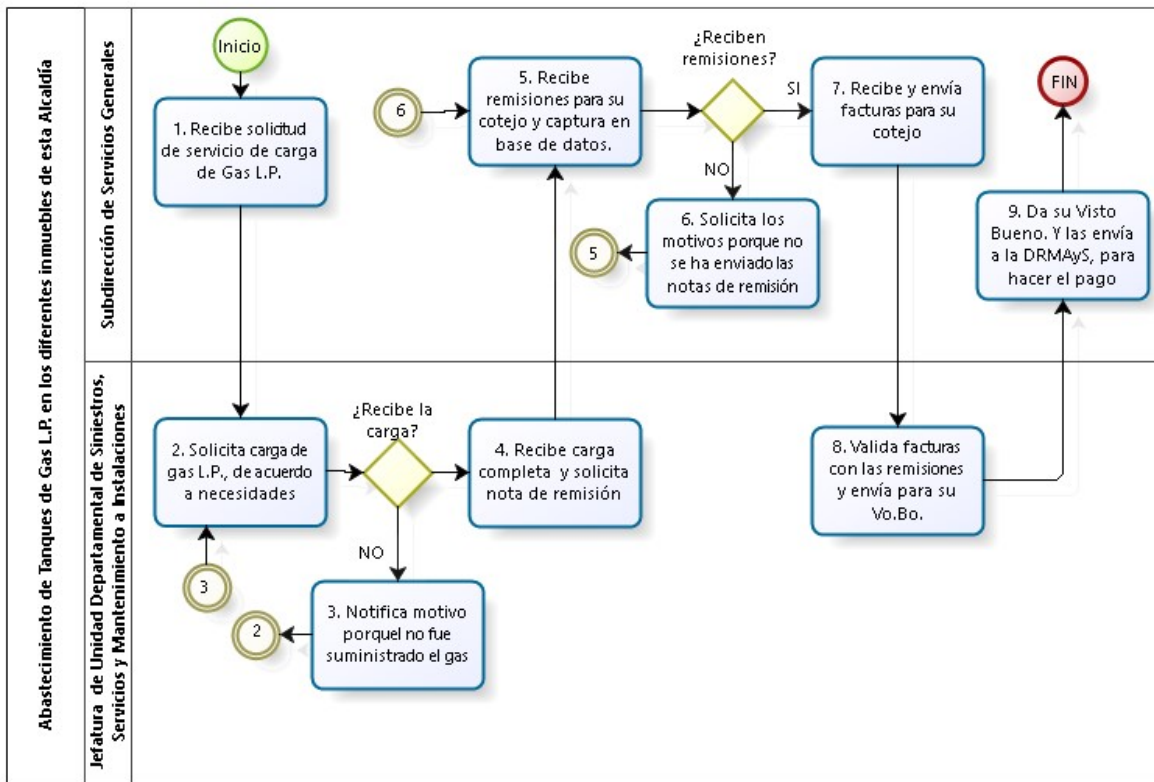 Abastecimiento de Tanques de Gas L.P. en los diferentes inmuebles de esta Alcaldía
Subdirección de Servicios Generales
Inicio
1. Recibe solicitud
de servicio de carga
de Gas L.P.
6
5. Recibe
remisiones para su
cotejo y captura en
base de datos.
¿Reciben
remisiones?
SI
NO
7. Recibe y envía
facturas para su
cotejo
6. Solicita los
motivos porque no
se ha enviado las
notas de remisión
5
FIN
9. Da su Visto
Bueno. Y las envía
a la DRMAyS, para
hacer el pago
Jefatura de Unidad Departamental de Siniestros,
Servicios y Mantenimiento a Instalaciones
2. Solicita carga de
gas L.P., de acuerdo
a necesidades
¿Recibe la
carga?
NO
4. Recibe carga
completa y solicita
nota de remisión
3
2
3. Notifica motivo
porquel no fue
suministrado el gas
8. Valida facturas
con las remisiones
y envía para su
Vo.Bo.